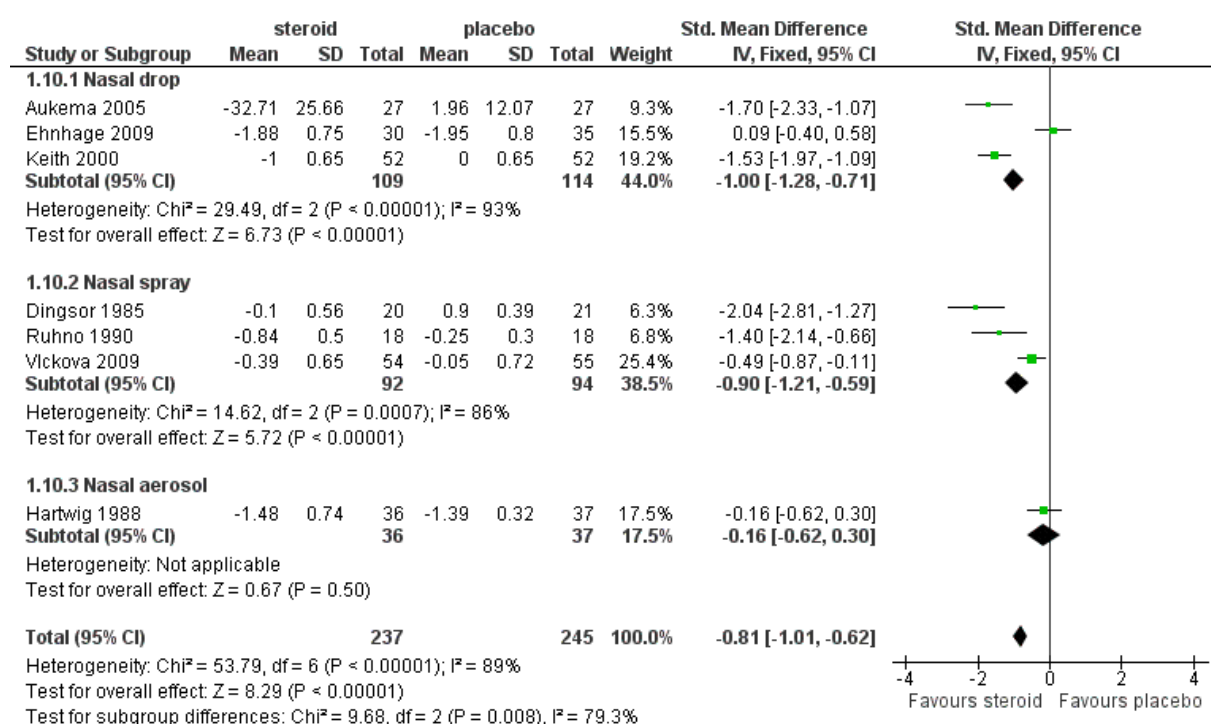 steroid placebo Std. Mean Difference Std. Mean Difference
Study or Subgroup Mean SD Total Mean SD Total Weight IV, Fixed, 95% CI IV, Fixed, 95% CI
1.10.1 Nasal drop
Aukema 2005 -32.71 25.66 27 1.96 12.07 27 9.3% -1.70 [-2.33, -1.07]
Ehnhage 2009 -1.88 0.75 30 -1.95 0.8 35 15.5% 0.09 [-0.40, 0.58]
Keith 2000 -1 0.65 52 0 0.65 52 19.2% -1.53 [-1.97, -1.09]
Subtotal (95% CI) 109 114 44.0% -1.00 [-1.28, -0.71]
Heterogeneity: Chi² = 29.49, df = 2 (P < 0.00001); I² = 93%
Test for overall effect: Z = 6.73 (P < 0.00001)
1.10.2 Nasal spray
Dingsor 1985 -0.1 0.56 20 0.9 0.39 21 6.3% -2.04 [-2.81, -1.27]
Ruhno 1990 -0.84 0.5 18 -0.25 0.3 18 6.8% -1.40 [-2.14, -0.66]
Vlckova 2009 -0.39 0.65 54 -0.05 0.72 55 25.4% -0.49 [-0.87, -0.11]
Subtotal (95% CI) 92 94 38.5% -0.90 [-1.21, -0.59]
Heterogeneity: Chi² = 14.62, df = 2 (P = 0.0007); I² = 86%
Test for overall effect: Z = 5.72 (P < 0.00001)
1.10.3 Nasal aerosol
Hartwig 1988 -1.48 0.74 36 -1.39 0.32 37 17.5% -0.16 [-0.62, 0.30]
Subtotal (95% CI) 36 37 17.5% -0.16 [-0.62, 0.30]
Heterogeneity: Not applicable
Test for overall effect: Z = 0.67 (P = 0.50)
Total (95% CI) 237 245 100.0% -0.81 [-1.01, -0.62]
Heterogeneity: Chi² = 53.79, df = 6 (P < 0.00001); I² = 89%
Test for overall effect: Z = 8.29 (P < 0.00001)
Test for subgroup differences: Chi² = 9.68, df = 2 (P = 0.008), I² = 79.3%
-4 -2 0 2 4
Favours steroid Favours placebo